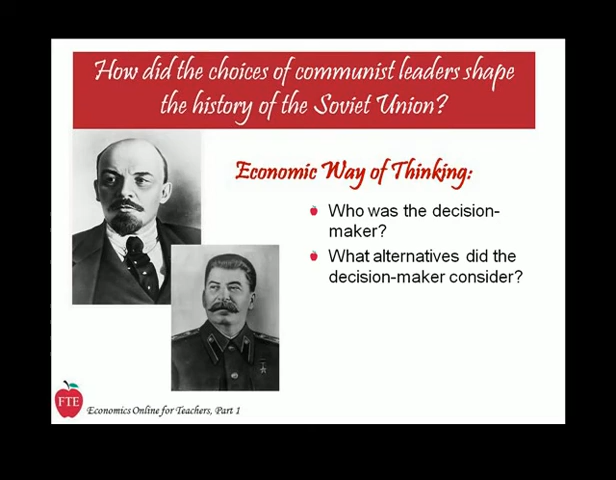 How did the choices of communist leaders shape
the history of the Soviet Union?
Economic Way of Thinking:
Who was the decision-
maker?
What alternatives did the
decision-maker consider?
FTE
Economics Online for Teachers, Part 1